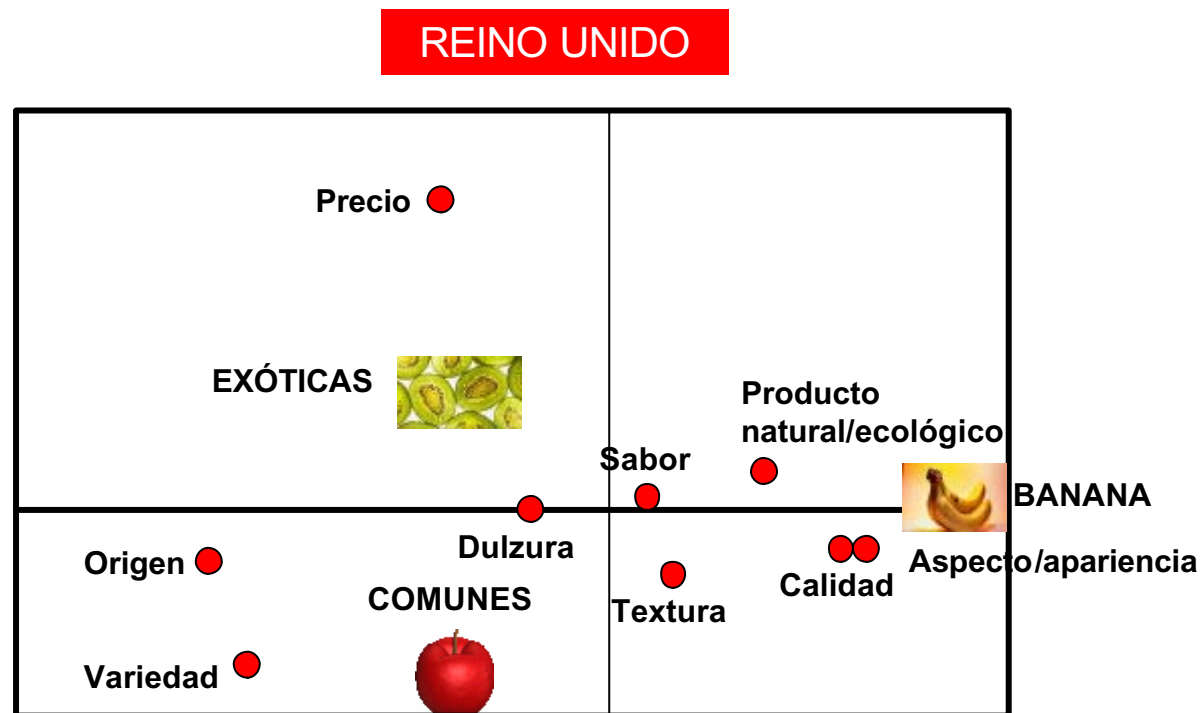 REINO UNIDO
Precio
EXÓTICAS
Producto
natural/ecológico
Sabor
BANANA
Dulzura
Origen
Aspecto/apariencia
Calidad
COMUNES
Textura
Variedad